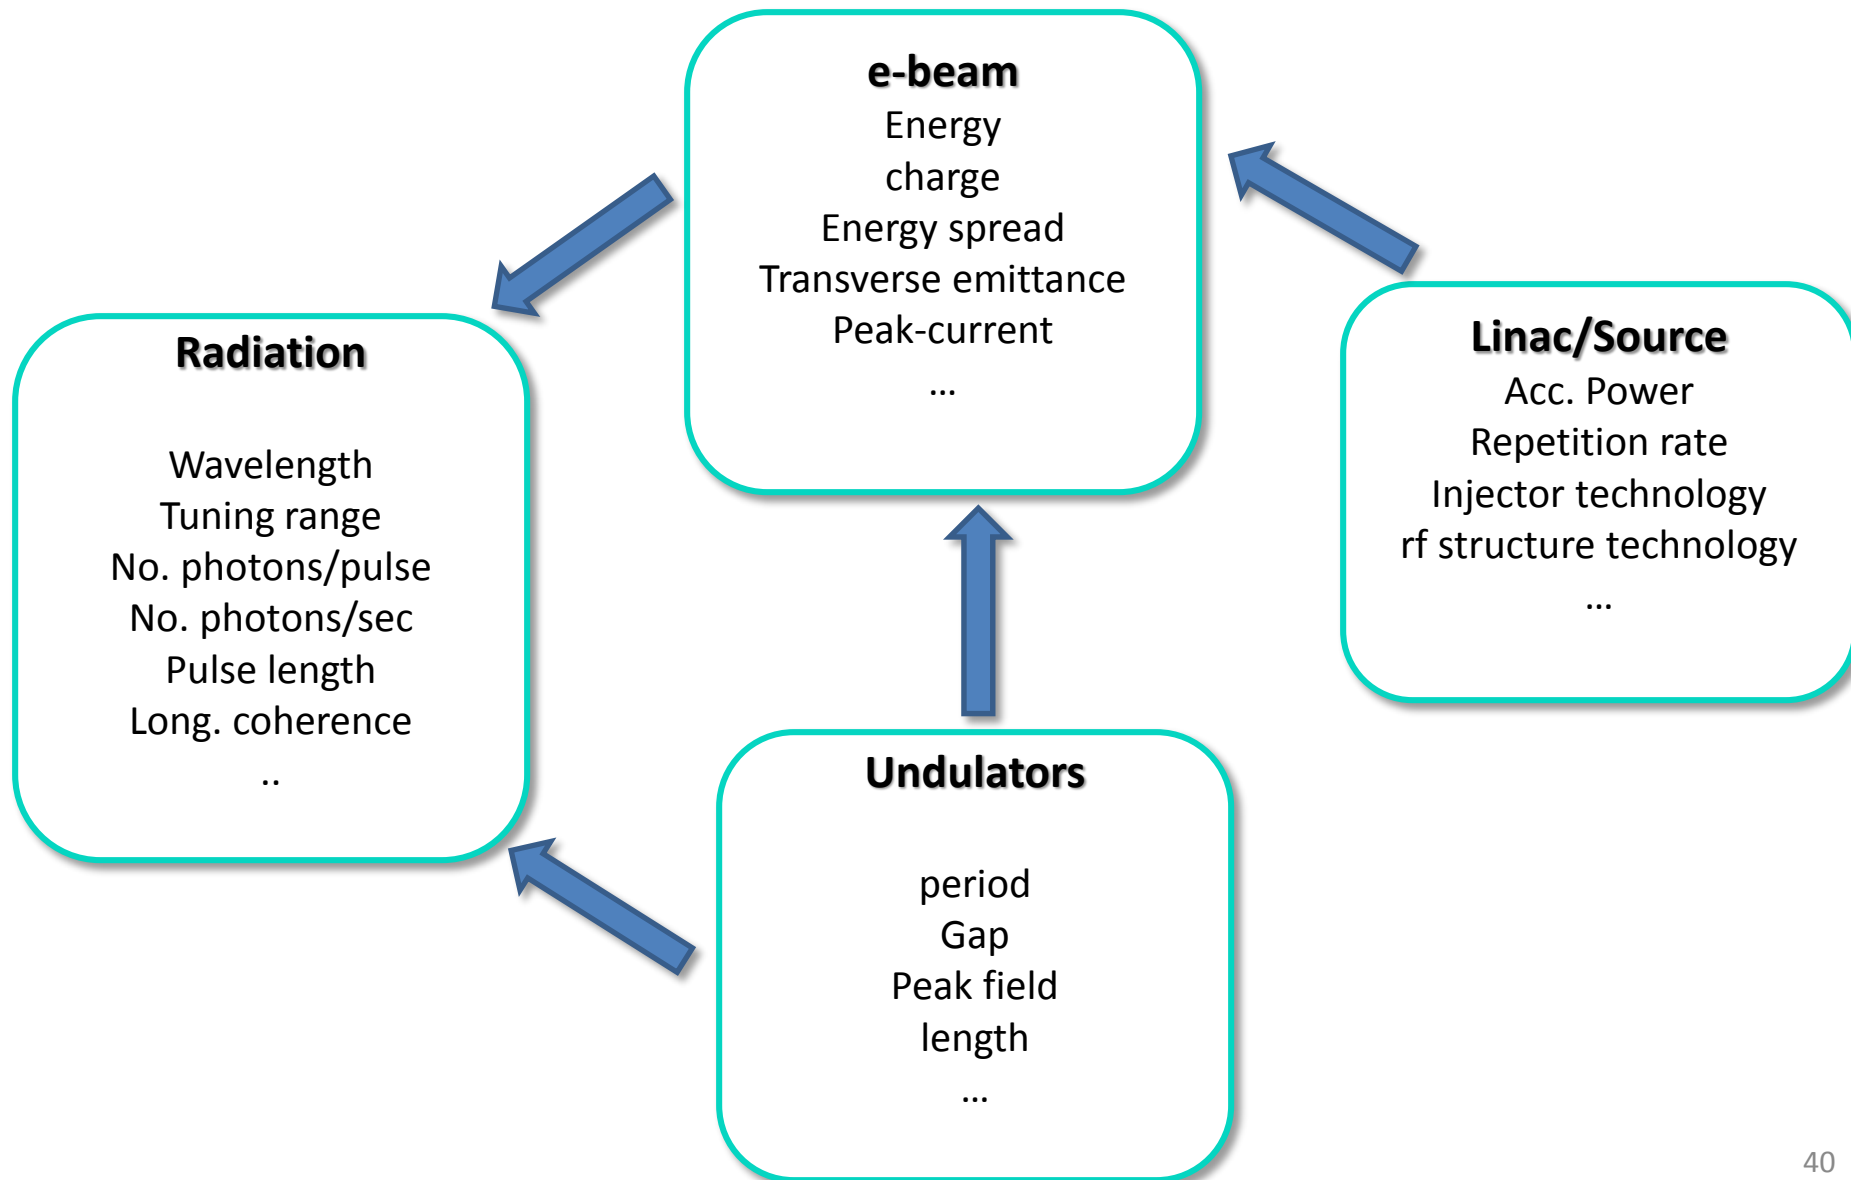 e-beam
Energy
charge
Energy spread
Transverse emittance
Peak-current
...
Radiation
Wavelength
Tuning range
No. photons/pulse
No. photons/sec
Pulse length
Long. coherence
..
Linac/Source
Acc. Power
Repetition rate
Injector technology
rf structure technology
...
Undulators
period
Gap
Peak field
length
...
40